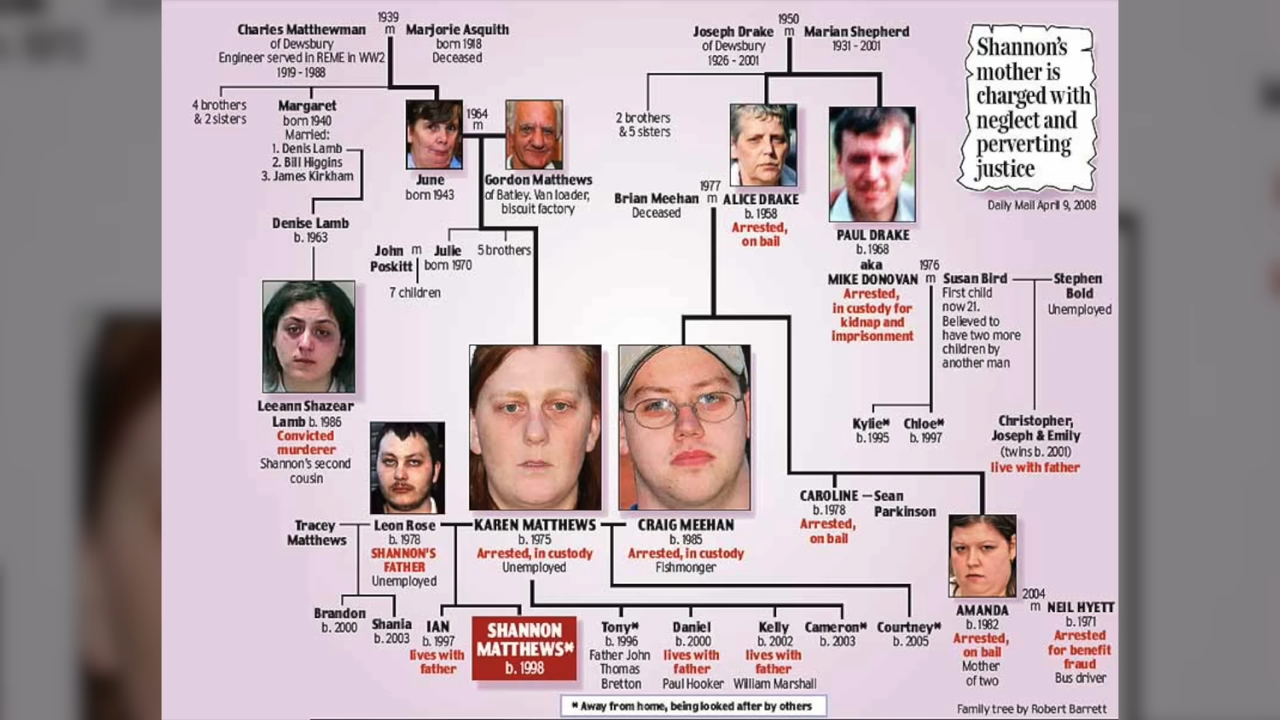 1939
m
Charles Matthewman
of Dewsbury
Engineer served in REME in WW2
1919 - 1988
Marjorie Asquith
born 1918
Deceased
1950
m
Joseph Drake
of Dewsbury
1926 - 2001
Marian Shepherd
1931 - 2001
Shannon's
mother is
charged with
neglect and
perverting
justice
Daily Mail April 9, 2008
4 brothers
& 2 sisters
Margaret
born 1940
Married:
1. Denis Lamb
2. Bill Higgins
3. James Kirkham
1964
m
June
born 1943
Gordon Matthews
of Batley. Van loader,
biscuit factory
2 brothers
& 5 sisters
Brian Meehan
Deceased
1977
m
ALICE DRAKE
b. 1958
Arrested,
on bail
PAUL DRAKE
b.1968
aka
MIKE DONOVAN
Arrested,
in custody for
kidnap and
imprisonment
1976
m
Susan Bird
First child
now 21.
Believed to
have two more
children by
another man
Stephen
Bold
Unemployed
Denise Lamb
b. 1963
John
Poskitt
m
Julie
born 1970
5 brothers
7 children
Leeann Shazear
Lamb b. 1986
Convicted
murderer
Shannon's second
cousin
Kylie*
b. 1995
Chloe*
b. 1997
Christopher,
Joseph & Emily
(twins b. 2001)
live with father
Tracey
Matthews
Leon Rose
b. 1978
SHANNON'S
FATHER
Unemployed
KAREN MATTHEWS
b. 1975
Arrested, in custody
Unemployed
CRAIG MEEHAN
b. 1985
Arrested, in custody
Fishmonger
CAROLINE
b.1978
Arrested,
on bail
Sean
Parkinson
AMANDA
b. 1982
Arrested,
on bail
Mother
of two
2004
m
NEIL HYETT
b. 1971
Arrested
for benefit
fraud
Bus driver
Brandon
b. 2000
Shania
b. 2003
IAN
b. 1997
lives with
father
SHANNON
MATTHEWS*
b. 1998
Tony*
b. 1996
Father John
Thomas
Bretton
Daniel
b. 2000
lives with
father
Paul Hooker
Kelly
b. 2002
lives with
father
William Marshall
Cameron*
b. 2003
Courtney*
b. 2005
* Away from home, being looked after by others
Family tree by Robert Barrett